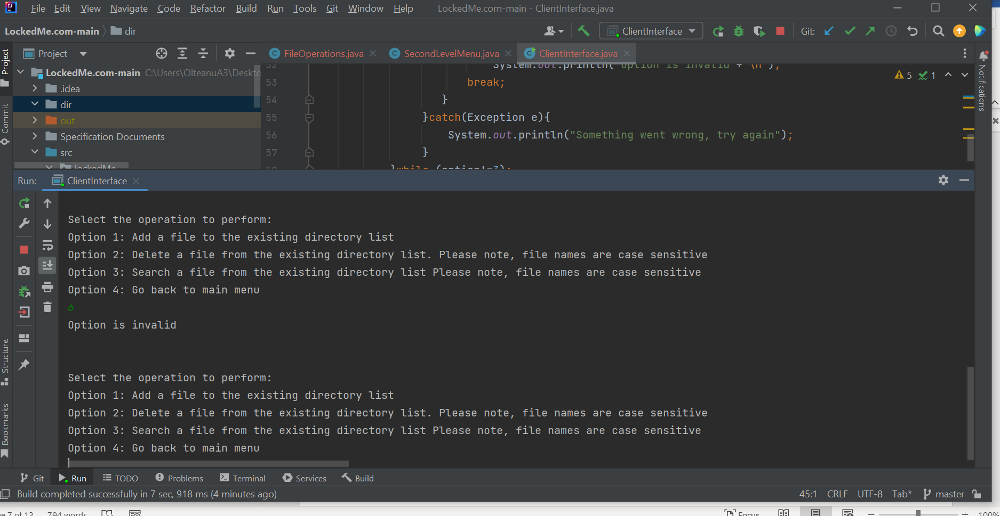 File Edit View Navigate Code Refactor Build Run Tools Git Window Help LockedMe.com-main - ClientInterface.java
LockedMe.com-main dir ClientInterface Git:
Project
FileOperations.java SecondLevelMenu.java ClientInterface.java
LockedMe.com-main C:\Users\OlteanuA3\Deskto
.idea
dir
out
Specification Documents
src
lockedMe
52 System.out.println("Option is invalid" + "\n");
53 break;
54 }
55 }catch(Exception e){
56 System.out.println("Something went wrong, try again");
57 }
58 }while (option!=3);
5 1
Project
Commit
Structure
Bookmarks
Notifications
Run: ClientInterface
Select the operation to perform:
Option 1: Add a file to the existing directory list
Option 2: Delete a file from the existing directory list. Please note, file names are case sensitive
Option 3: Search a file from the existing directory list Please note, file names are case sensitive
Option 4: Go back to main menu
6
Option is invalid
Select the operation to perform:
Option 1: Add a file to the existing directory list
Option 2: Delete a file from the existing directory list. Please note, file names are case sensitive
Option 3: Search a file from the existing directory list Please note, file names are case sensitive
Option 4: Go back to main menu
Git Run TODO Problems Terminal Services Build
Build completed successfully in 7 sec, 918 ms (4 minutes ago) 45:1 CRLF UTF-8 Tab* master
7 of 13 794 words Focus 100%